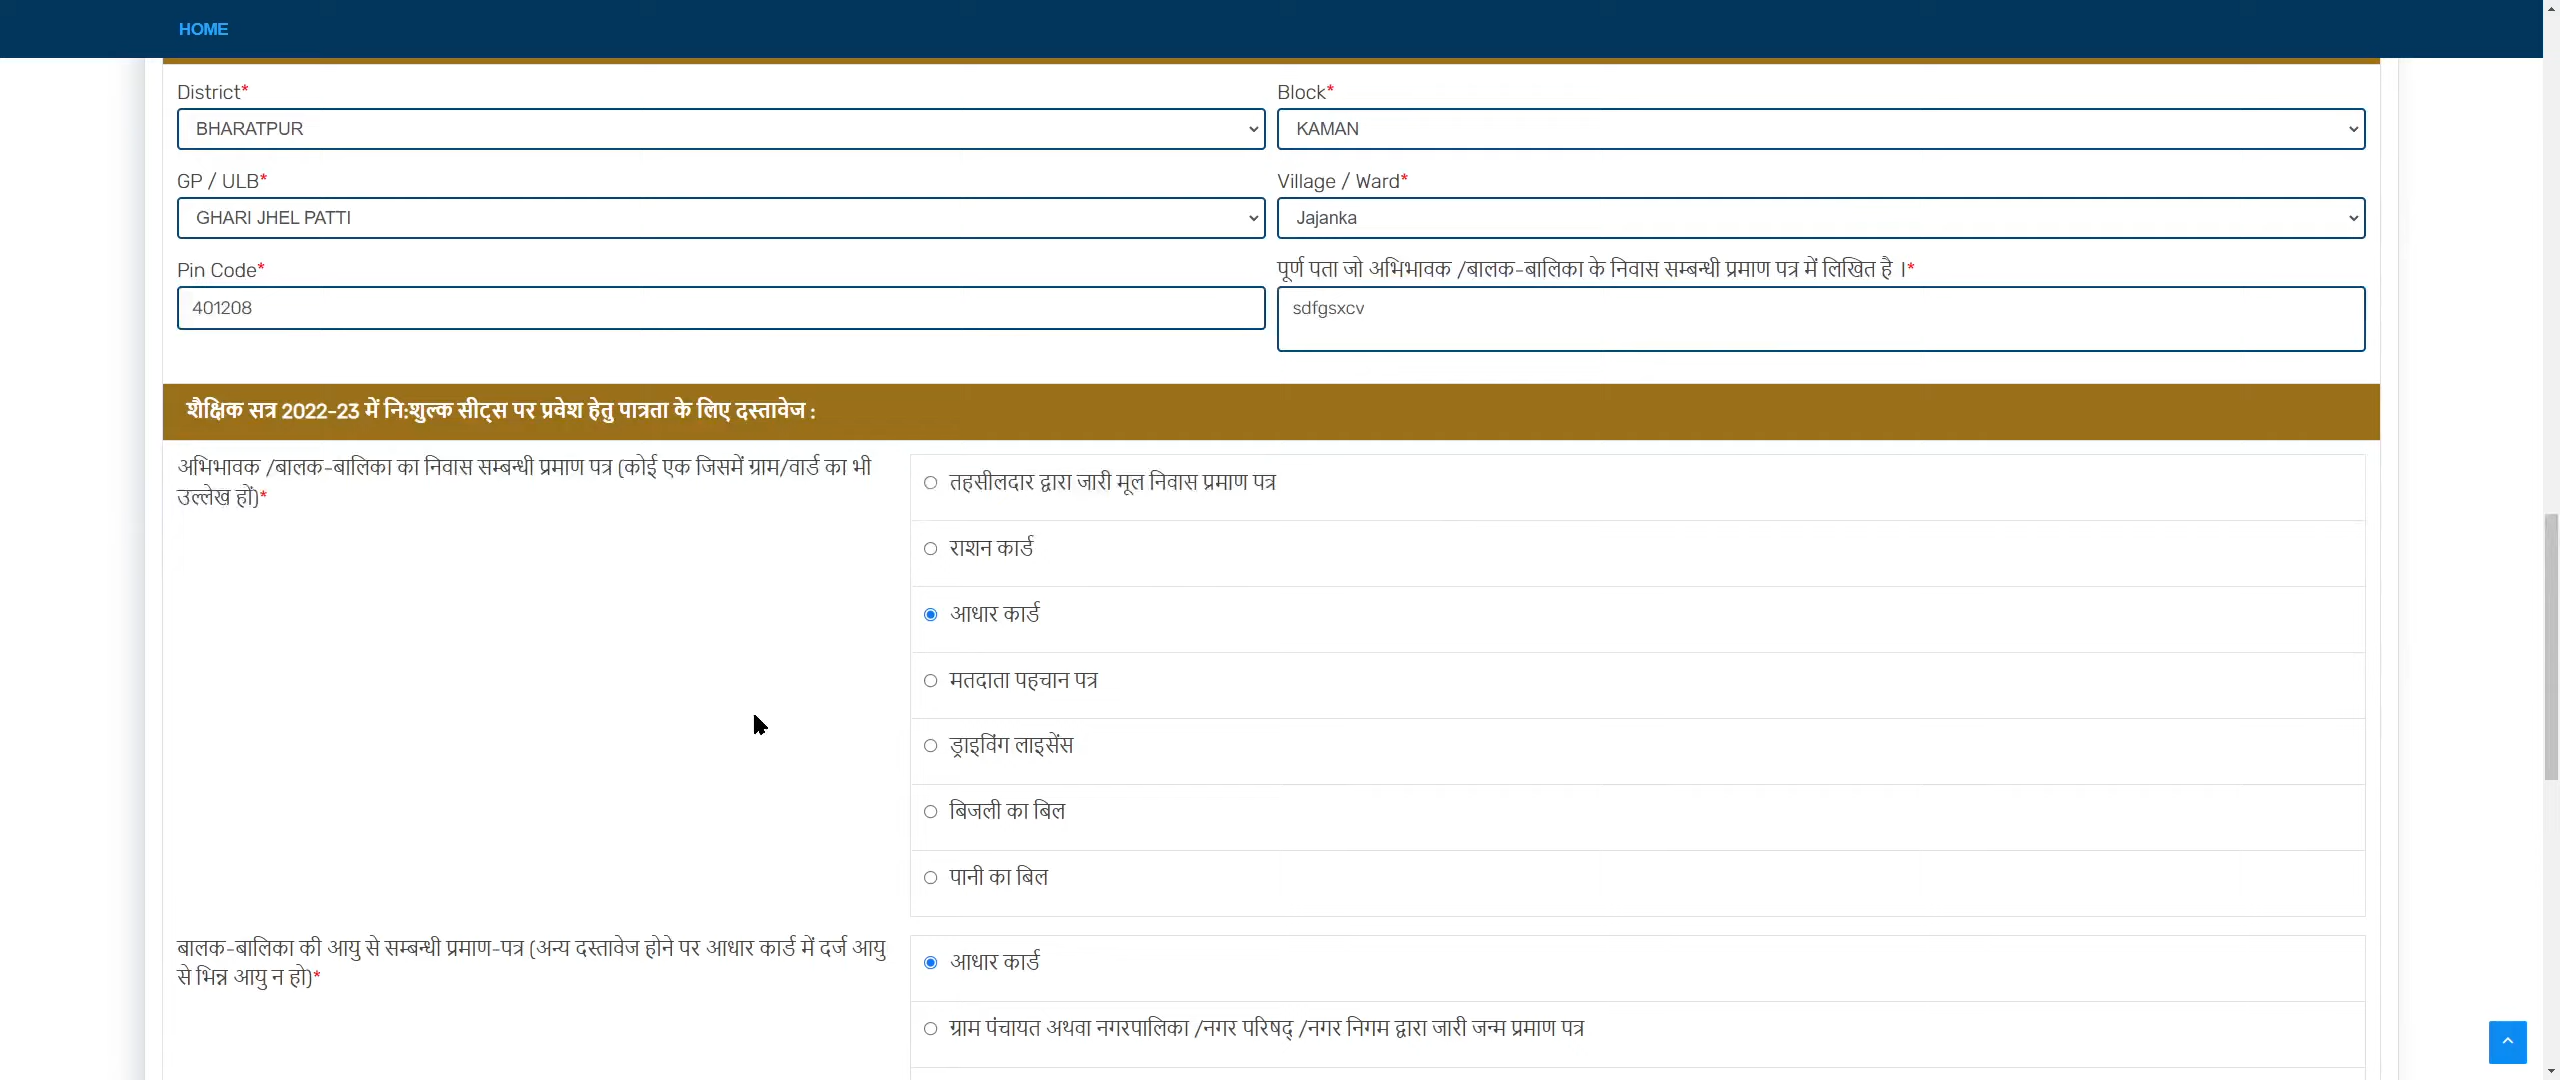 HOME
District*
Block*
BHARATPUR
KAMAN
GP / ULB*
Village / Ward*
GHARI JHEL PATTI
Jajanka
Pin Code*
पूर्ण पता जो अभिभावक /बालक-बालिका के निवास सम्बन्धी प्रमाण पत्र में लिखित है ।*
401208
sdfgsxcv
शैक्षिक सत्र 2022-23 में नि:शुल्क सीट्स पर प्रवेश हेतु पात्रता के लिए दस्तावेज :
अभिभावक /बालक-बालिका का निवास सम्बन्धी प्रमाण पत्र (कोई एक जिसमें ग्राम/वार्ड का भी
उल्लेख हों)*
तहसीलदार द्वारा जारी मूल निवास प्रमाण पत्र
राशन कार्ड
आधार कार्ड
मतदाता पहचान पत्र
ड्राइविंग लाइसेंस
बिजली का बिल
पानी का बिल
बालक-बालिका की आयु से सम्बन्धी प्रमाण-पत्र (अन्य दस्तावेज होने पर आधार कार्ड में दर्ज आयु
से भिन्न आयु न हो)*
आधार कार्ड
ग्राम पंचायत अथवा नगरपालिका /नगर परिषद् /नगर निगम द्वारा जारी जन्म प्रमाण पत्र